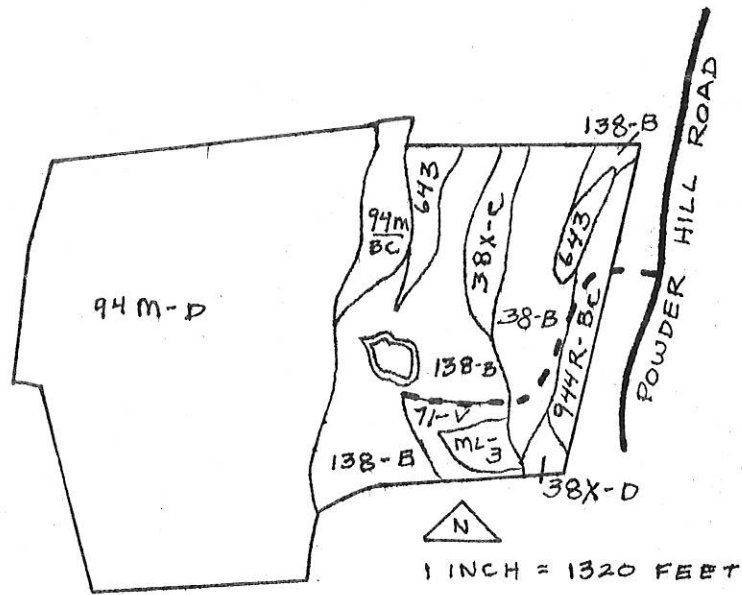 138-B
POWDER HILL ROAD
643
94M
BC
38X-C
643
94M-D
38-B
944R-BC
138-B
71-V
ML-3
138-B
38X-D
N
1 INCH = 1320 FEET